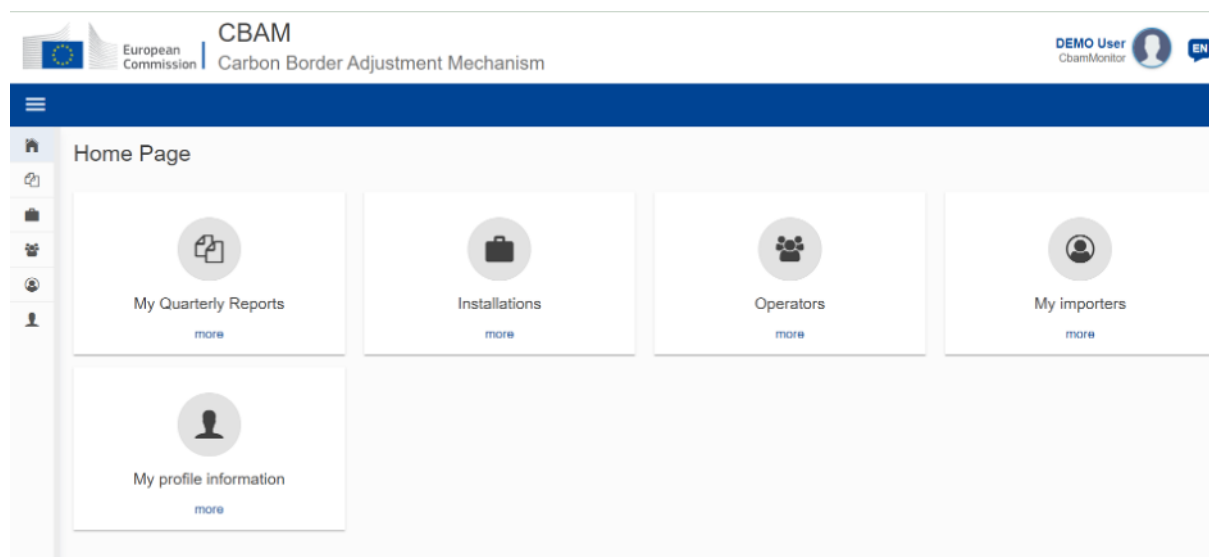 European
Commission
CBAM
Carbon Border Adjustment Mechanism
DEMO User
CbamMonitor
EN
Home Page
My Quarterly Reports
more
Installations
more
Operators
more
My importers
more
My profile information
more